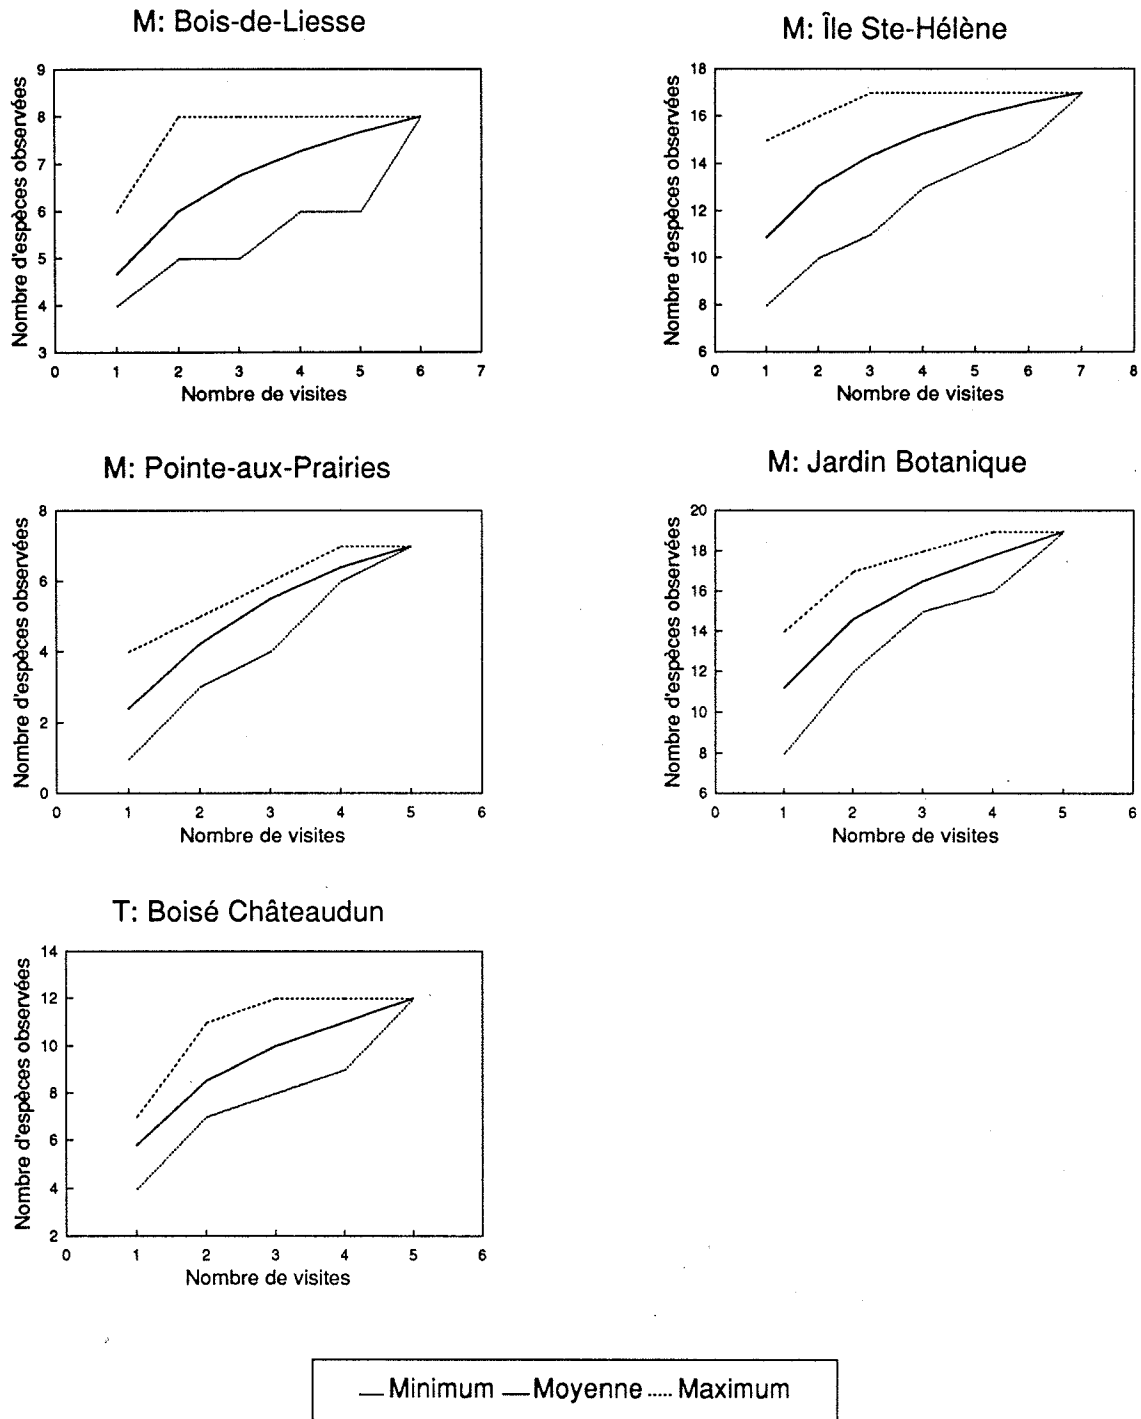 M: Bois-de-Liesse
Nombre d'espèces observées
9
8
7
6
5
4
3
0 1 2 3 4 5 6 7
Nombre de visites
M: Île Ste-Hélène
Nombre d'espèces observées
18
16
14
12
10
8
6
0 1 2 3 4 5 6 7 8
Nombre de visites
M: Pointe-aux-Prairies
Nombre d'espèces observées
8
6
4
2
0
0 1 2 3 4 5 6
Nombre de visites
M: Jardin Botanique
Nombre d'espèces observées
20
18
16
14
12
10
8
6
0 1 2 3 4 5 6
Nombre de visites
T: Boisé Châteaudun
Nombre d'espèces observées
14
12
10
8
6
4
2
0 1 2 3 4 5 6
Nombre de visites
Minimum Moyenne Maximum